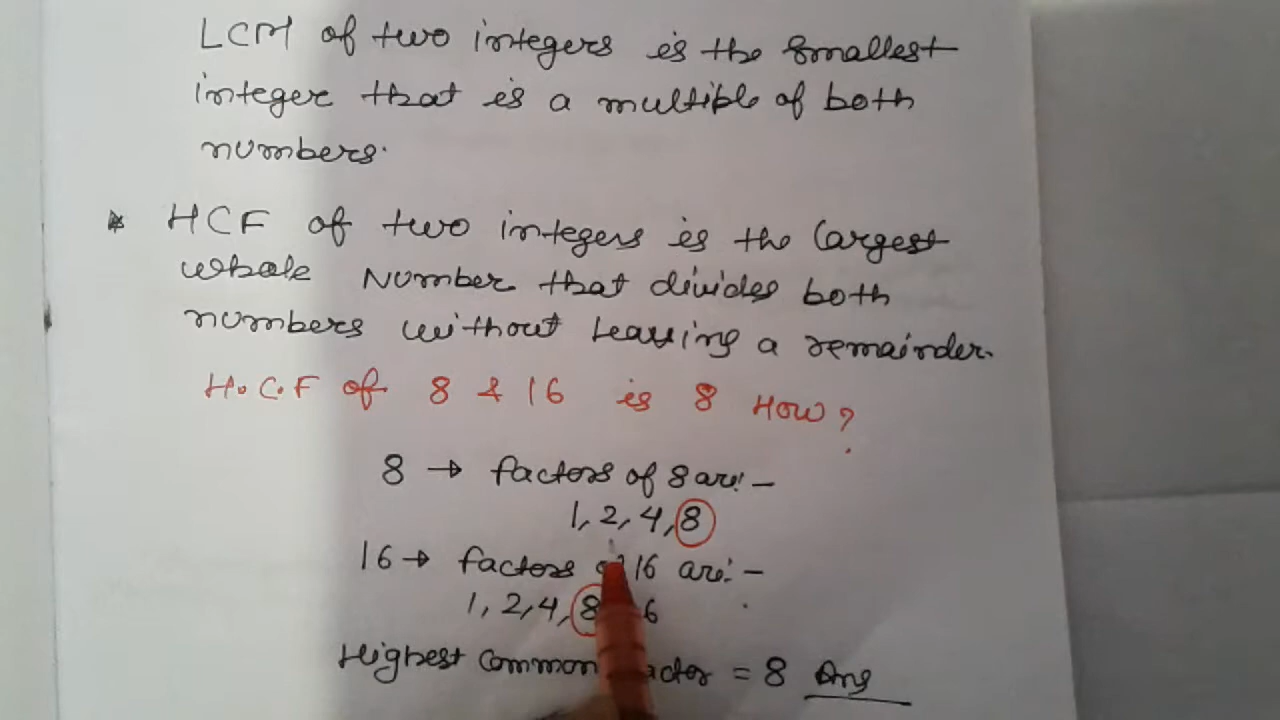 LCM of two integers is the smallest
integer that is a multiple of both
numbers.
* HCF of two integers is the largest
whole Number that divides both
numbers without leaving a remainder.
H.C.F of 8 & 16 is 8 How?
8 → factors of 8 are:-
1, 2, 4, 8
16 → factors 16 are:-
1, 2, 4, 8 6
Highest Common = 8 Ans